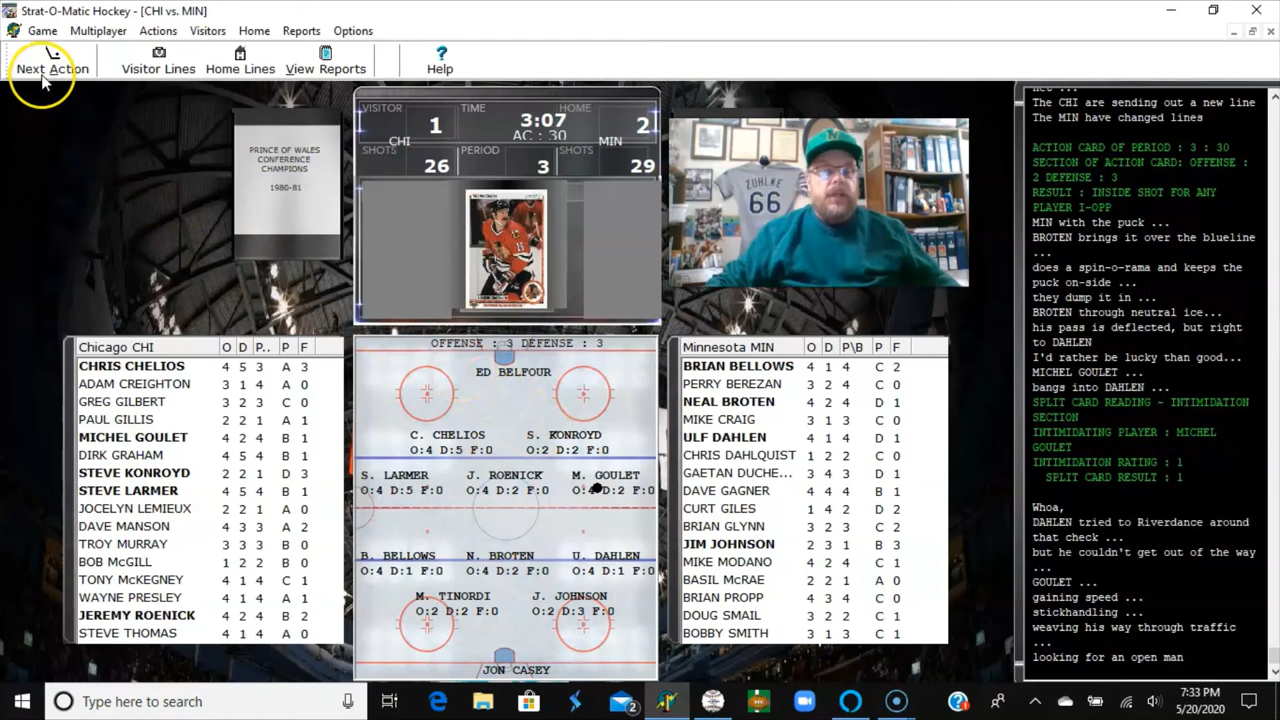 Strat-O-Matic Hockey - [CHI vs. MIN]
Game Multiplayer Actions Visitors Home Reports Options
Next Action Visitor Lines Home Lines View Reports Help
PRINCE OF WALES
CONFERENCE
CHAMPIONS
1980-81
VISITOR TIME HOME
CHI 1 3:07 MIN 2
AC : 30
SHOTS PERIOD SHOTS
26 3 29
ZUHLKE
66
Chicago CHI O D P.. P F
CHRIS CHELIOS 4 5 3 A 3
ADAM CREIGHTON 3 1 4 A 0
GREG GILBERT 3 2 3 C 0
PAUL GILLIS 2 2 1 A 1
MICHEL GOULET 4 2 4 B 1
DIRK GRAHAM 4 5 4 B 1
STEVE KONROYD 2 2 1 D 3
STEVE LARMER 4 5 4 B 1
JOCELYN LEMIEUX 2 2 1 A 0
DAVE MANSON 4 3 3 A 2
TROY MURRAY 3 3 3 B 0
BOB McGILL 1 2 2 B 0
TONY McKEGNEY 4 1 4 C 1
WAYNE PRESLEY 4 1 4 A 1
JEREMY ROENICK 4 2 4 B 2
STEVE THOMAS 4 1 4 A 0
OFFENSE : 3 DEFENSE : 3
ED BELFOUR
C. CHELIOS S. KONROYD
O:4 D:5 F:0 O:2 D:2 F:0
S. LARMER J. ROENICK M. GOULET
O:4 D:5 F:0 O:4 D:2 F:0 O:4 D:2 F:0
B. BELLOWS N. BROTEN U. DAHLEN
O:4 D:1 F:0 O:4 D:2 F:0 O:4 D:1 F:0
M. TINORDI J. JOHNSON
O:2 D:2 F:0 O:2 D:3 F:0
JON CASEY
Minnesota MIN O D P\B P F
BRIAN BELLOWS 4 1 4 C 2
PERRY BEREZAN 3 2 4 C 0
NEAL BROTEN 4 2 4 D 1
MIKE CRAIG 3 1 3 C 0
ULF DAHLEN 4 1 4 D 1
CHRIS DAHLQUIST 1 2 2 C 0
GAETAN DUCHE... 3 4 3 D 1
DAVE GAGNER 4 4 4 B 1
CURT GILES 1 4 2 D 2
BRIAN GLYNN 3 2 3 C 2
JIM JOHNSON 2 3 1 B 3
MIKE MODANO 4 2 4 C 1
BASIL McRAE 2 2 1 A 0
BRIAN PROPP 4 3 4 C 0
DOUG SMAIL 3 2 2 C 1
BOBBY SMITH 3 1 3 C 1
net ...
The CHI are sending out a new line
The MIN have changed lines
ACTION CARD OF PERIOD : 3 : 30
SECTION OF ACTION CARD: OFFENSE :
2 DEFENSE : 3
RESULT : INSIDE SHOT FOR ANY
PLAYER I-OPP
MIN with the puck ...
BROTEN brings it over the blueline
...
does a spin-o-rama and keeps the
puck on-side ...
they dump it in ...
BROTEN through neutral ice...
his pass is deflected, but right
to DAHLEN
I'd rather be lucky than good...
MICHEL GOULET ...
bangs into DAHLEN ...
SPLIT CARD READING - INTIMIDATION
SECTION
INTIMIDATING PLAYER : MICHEL
GOULET
INTIMIDATION RATING : 1
SPLIT CARD RESULT : 1
Whoa,
DAHLEN tried to Riverdance around
that check ...
but he couldn't get out of the way
...
GOULET ...
gaining speed ...
stickhandling ...
weaving his way through traffic
...
looking for an open man
Type here to search
2
7:33 PM
5/20/2020